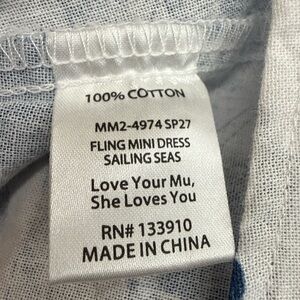 100% COTTON
MM2-4974 SP27
FLING MINI DRESS
SAILING SEAS
Love Your Mu,
She Loves You
RN# 133910
MADE IN CHINA